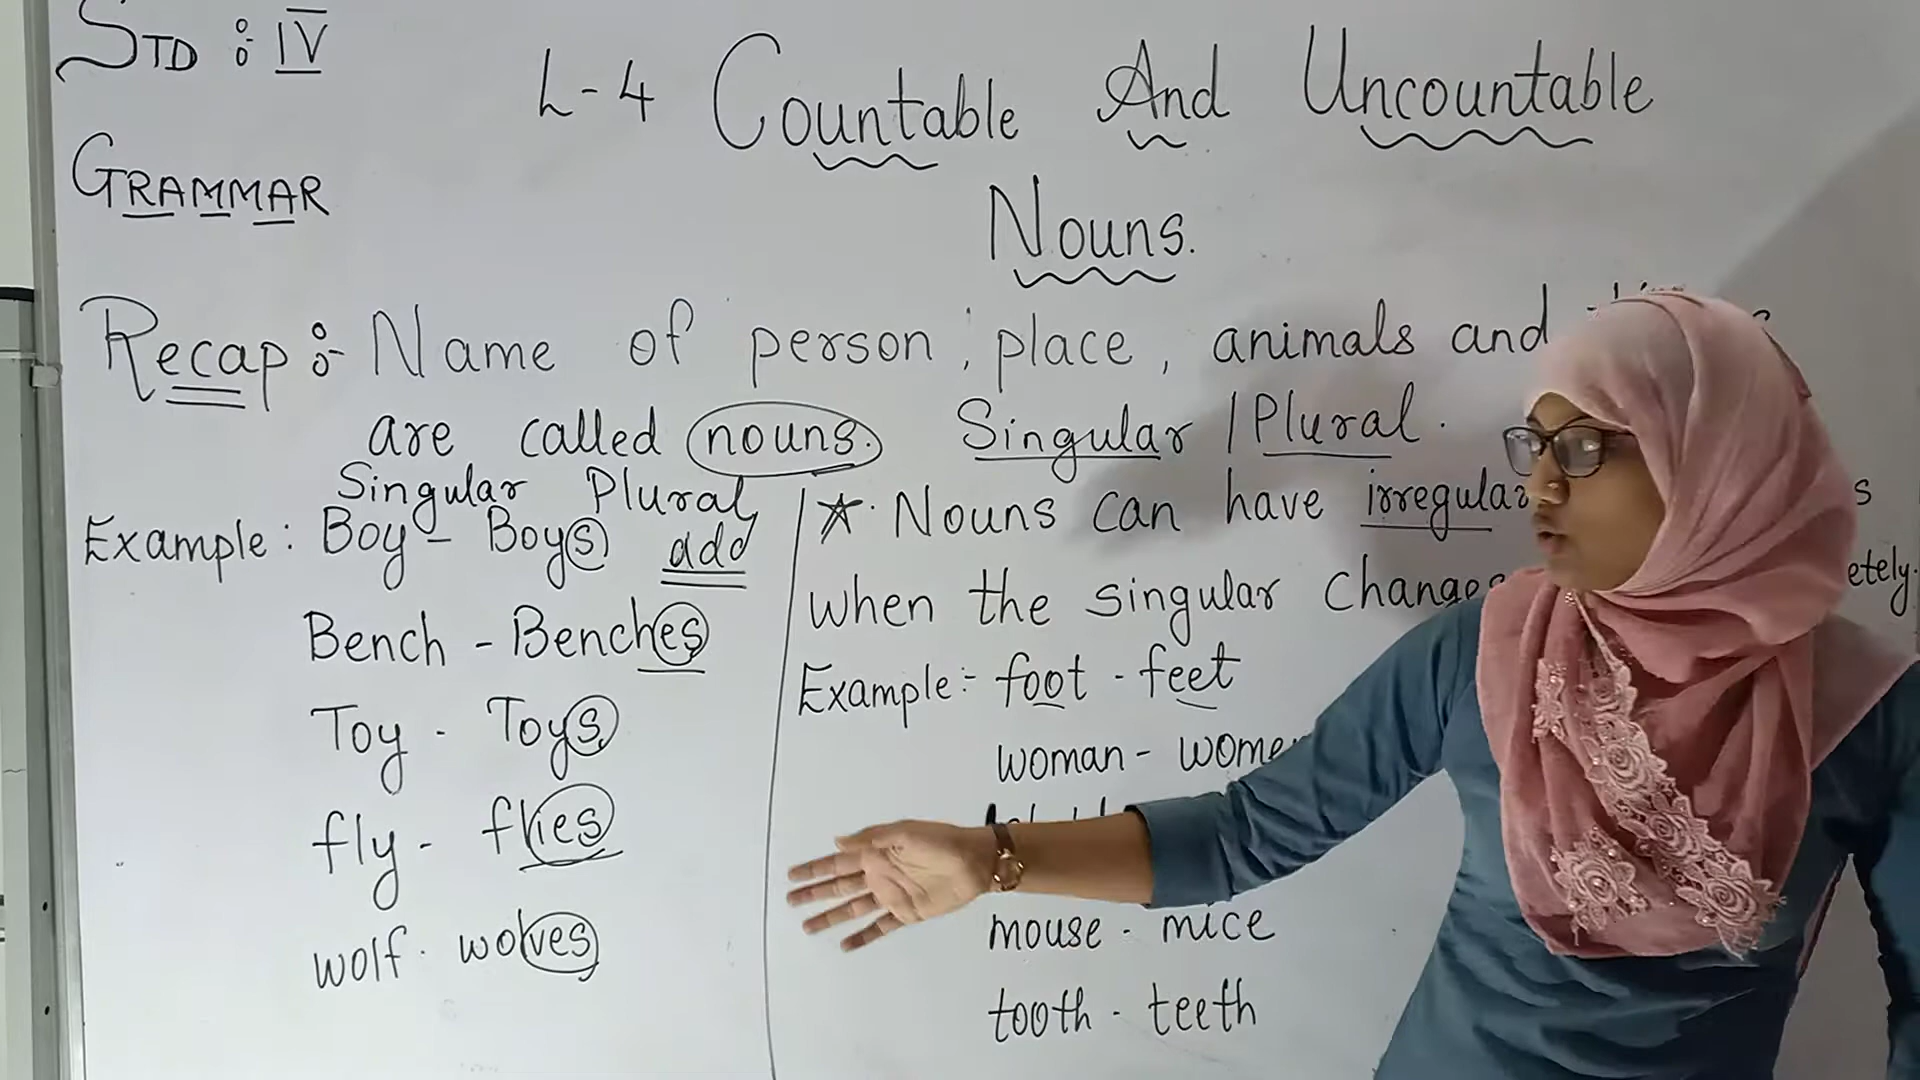 STD : IV
L-4 Countable And Uncountable
Nouns.
GRAMMAR
Recap :- Name of person, place, animals and
are called nouns. Singular / Plural.
Singular Plural
Example: Boy - Boys add
Bench - Benches
Toy - Toys
fly - flies
wolf - wolves
★ Nouns can have irregular
when the singular changes
Example:- foot - feet
woman - women
mouse - mice
tooth - teeth